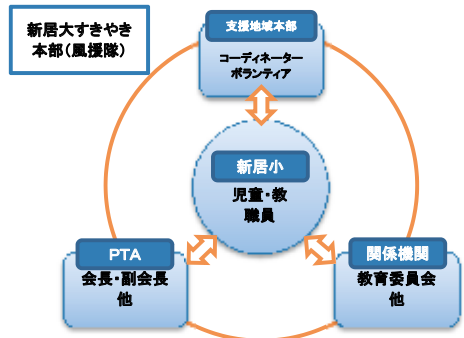 新居大すきやき
本部(風援隊)
支援地域本部
コーディネーター
ボランティア
新居小
児童・教
職員
PTA
会長・副会長
他
関係機関
教育委員会
他